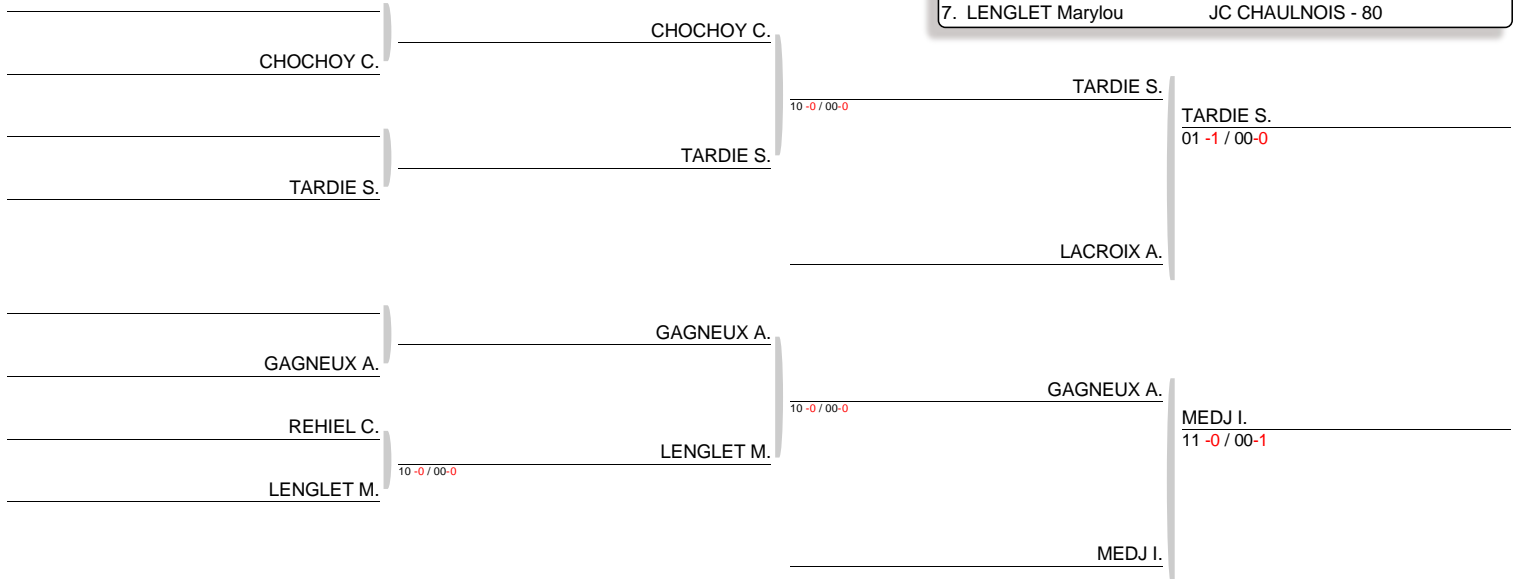 7. LENGLET Marylou JC CHAULNOIS - 80
CHOCHOY C.
CHOCHOY C.
TARDIE S.
10 -0 / 00-0
TARDIE S.
01 -1 / 00-0
TARDIE S.
TARDIE S.
LACROIX A.
GAGNEUX A.
GAGNEUX A.
GAGNEUX A.
10 -0 / 00-0
MEDJ I.
11 -0 / 00-1
REHIEL C.
LENGLET M.
10 -0 / 00-0
LENGLET M.
MEDJ I.